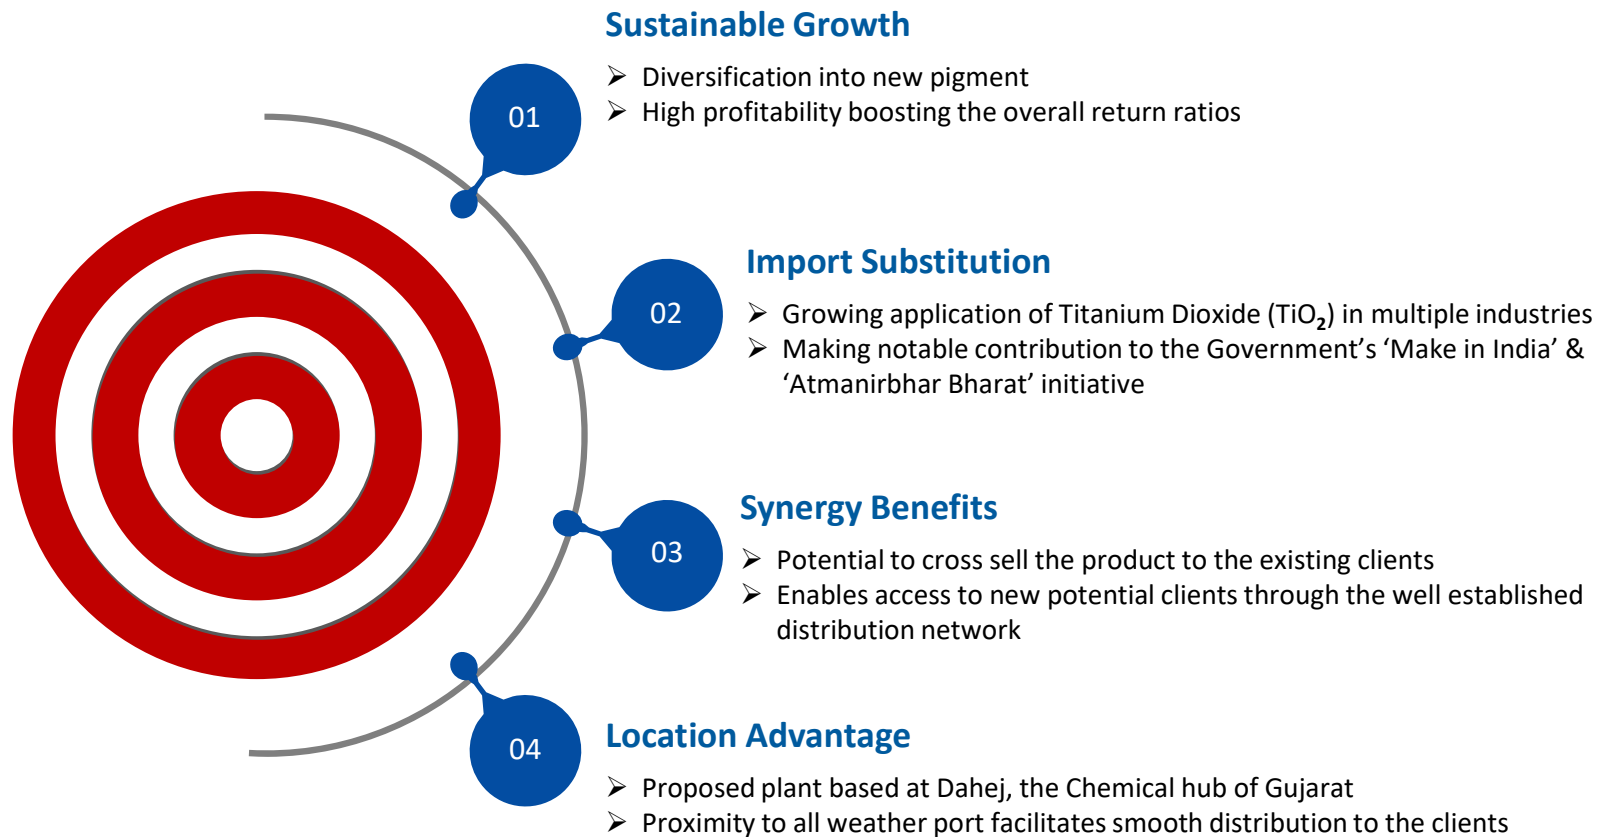 Sustainable Growth
➢ Diversification into new pigment
➢ High profitability boosting the overall return ratios
01
Import Substitution
➢ Growing application of Titanium Dioxide (TiO₂) in multiple industries
➢ Making notable contribution to the Government’s ‘Make in India’ &
‘Atmanirbhar Bharat’ initiative
02
Synergy Benefits
➢ Potential to cross sell the product to the existing clients
➢ Enables access to new potential clients through the well established
distribution network
03
Location Advantage
➢ Proposed plant based at Dahej, the Chemical hub of Gujarat
➢ Proximity to all weather port facilitates smooth distribution to the clients
04